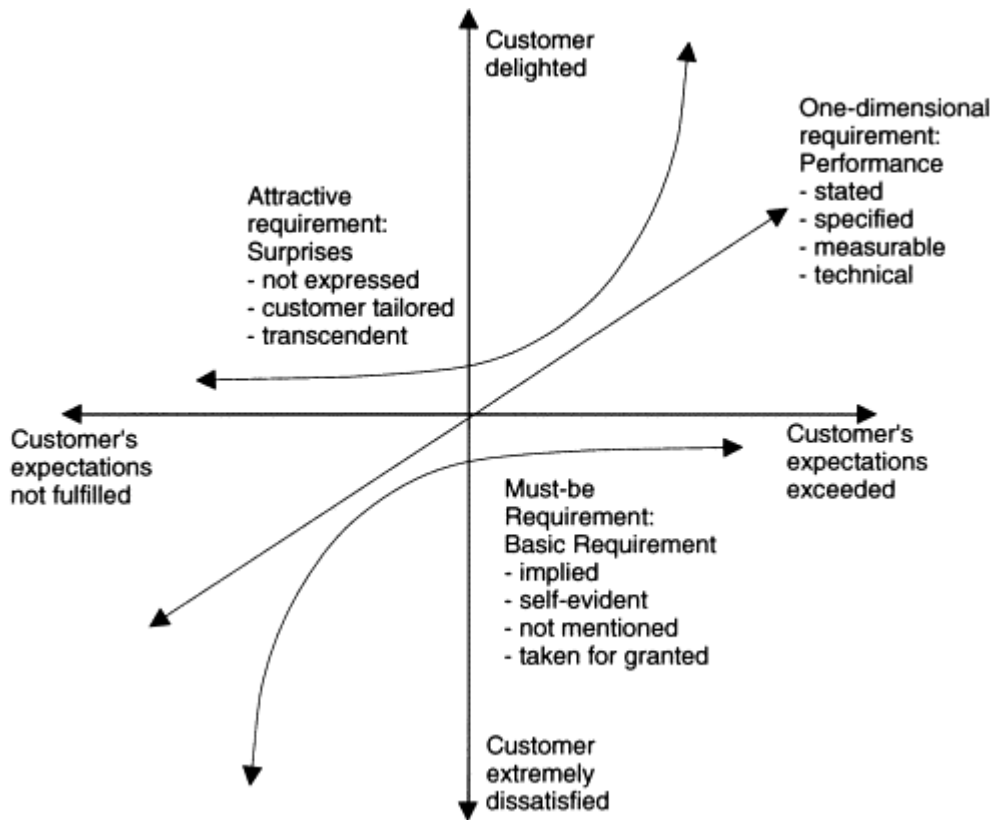 Customer
delighted
One-dimensional
requirement:
Performance
- stated
- specified
- measurable
- technical
Attractive
requirement:
Surprises
- not expressed
- customer tailored
- transcendent
Customer's
expectations
not fulfilled
Customer's
expectations
exceeded
Must-be
Requirement:
Basic Requirement
- implied
- self-evident
- not mentioned
- taken for granted
Customer
extremely
dissatisfied